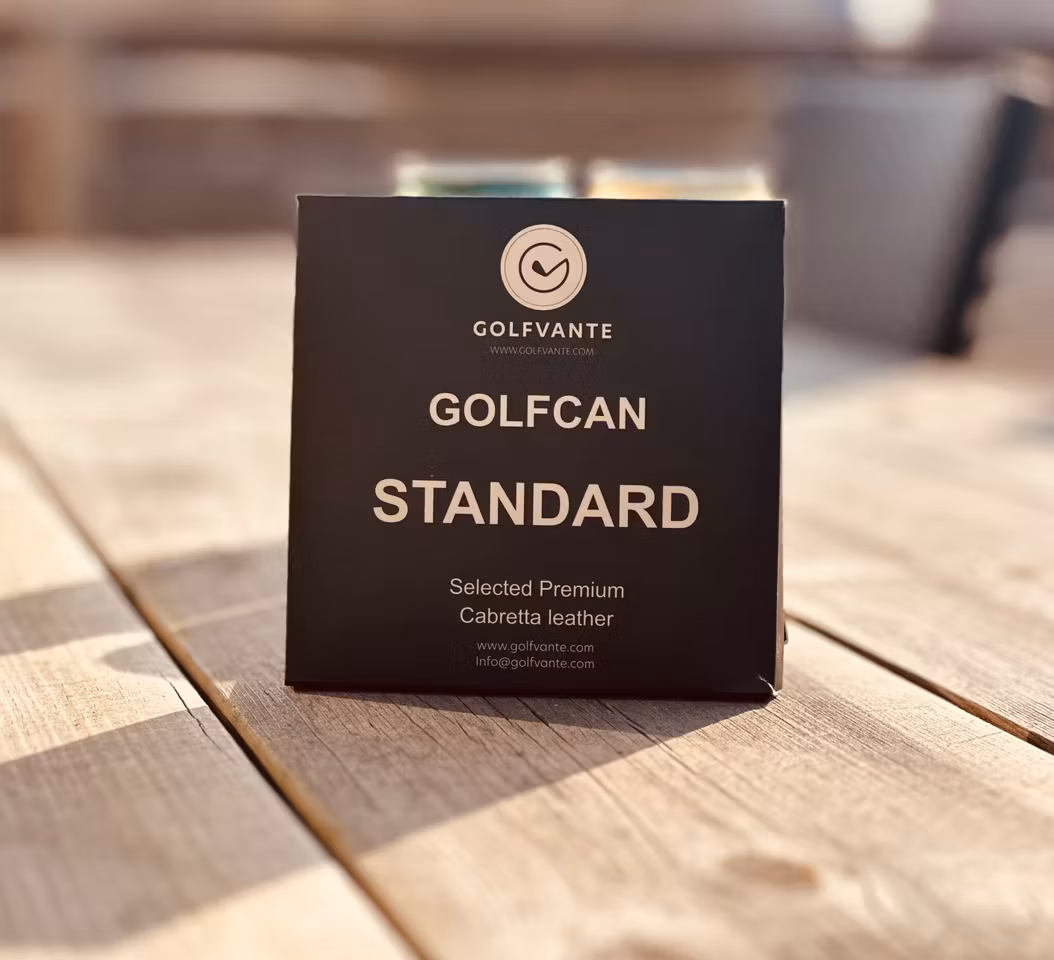 GOLFVANTE
WWW.GOLFVANTE.COM
GOLFCAN
STANDARD
Selected Premium
Cabretta leather
www.golfvante.com
Info@golfvante.com